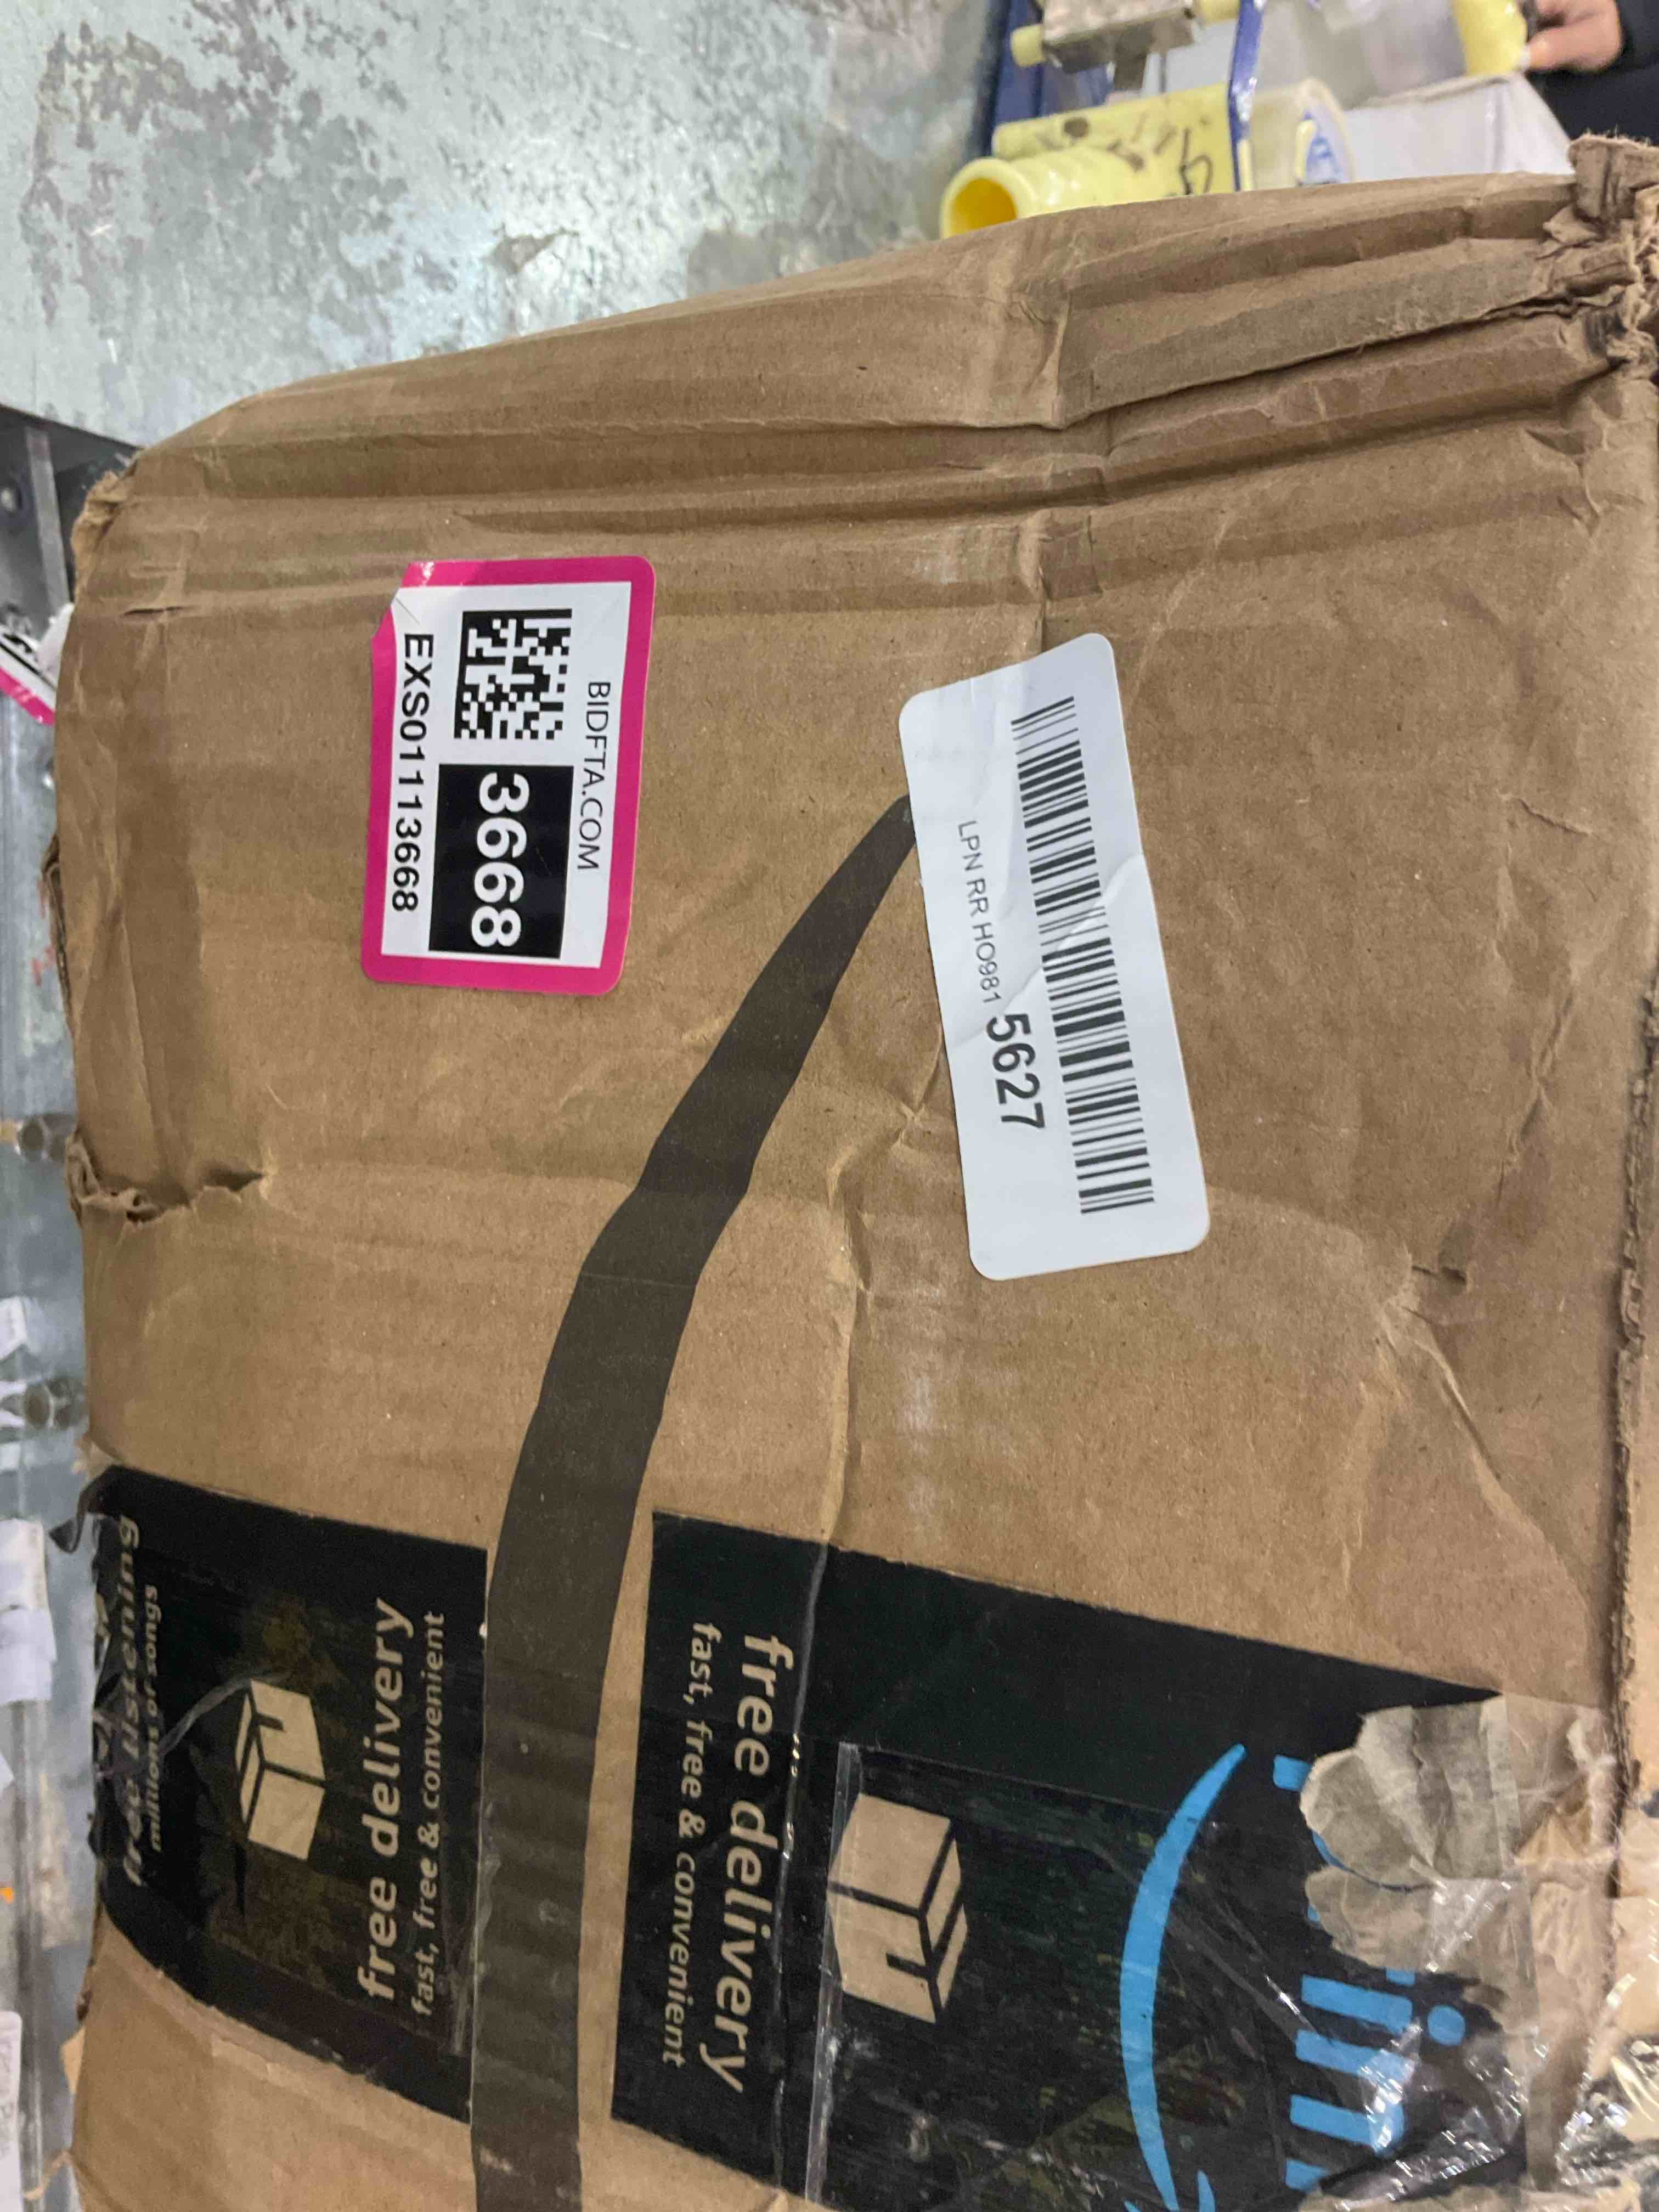 BIDFTA.COM
3668
EXS01113668
LPN RR HO981 5627
free delivery
fast, free & convenient
free delivery
fast, free & convenient
free listening
millions of songs